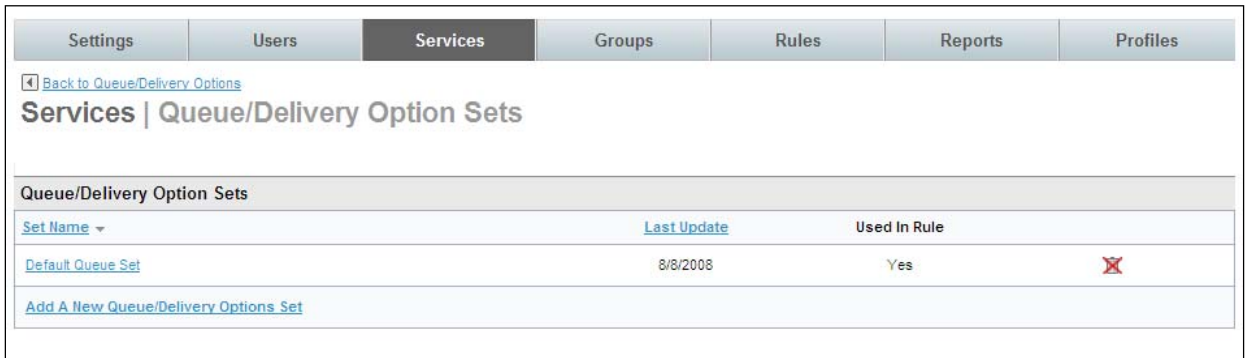 Settings Users Services Groups Rules Reports Profiles
Back to Queue/Delivery Options
Services | Queue/Delivery Option Sets
Queue/Delivery Option Sets
Set Name Last Update Used In Rule
Default Queue Set 8/8/2008 Yes
Add A New Queue/Delivery Options Set